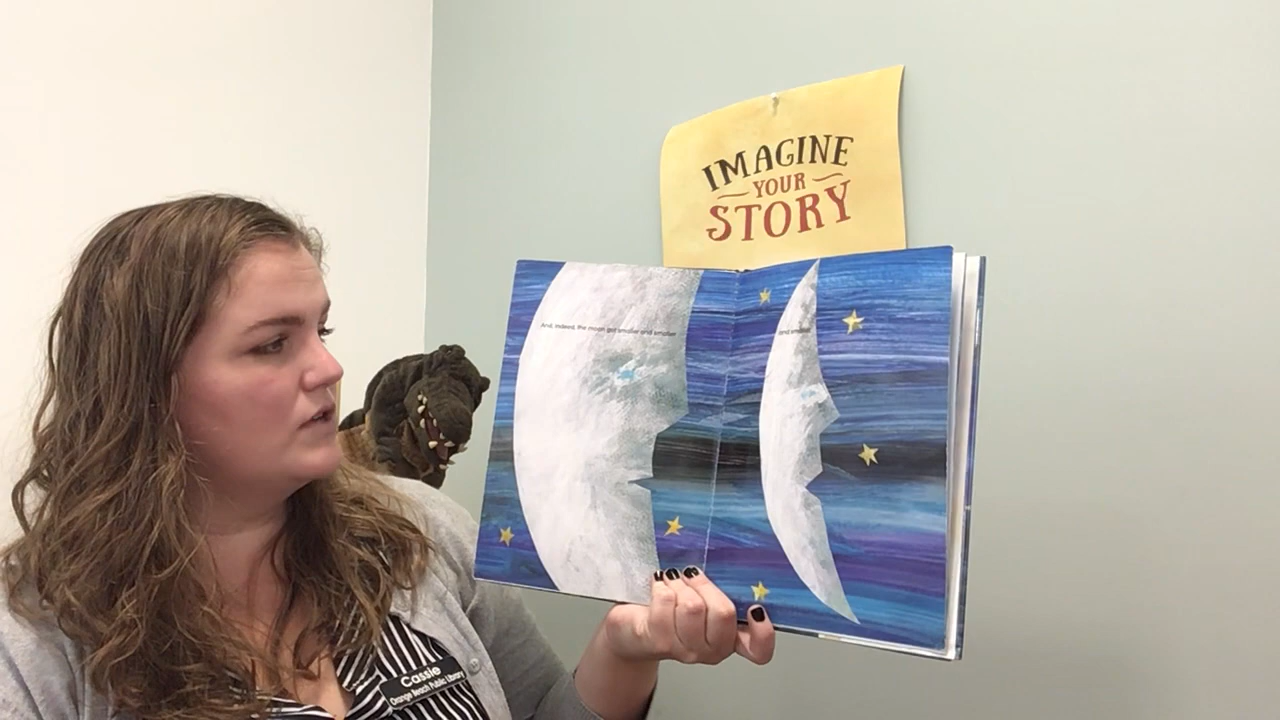 IMAGINE
YOUR
STORY
And, indeed, the moon got smaller and smaller
and smaller
Cassie
Orange Beach Public Library